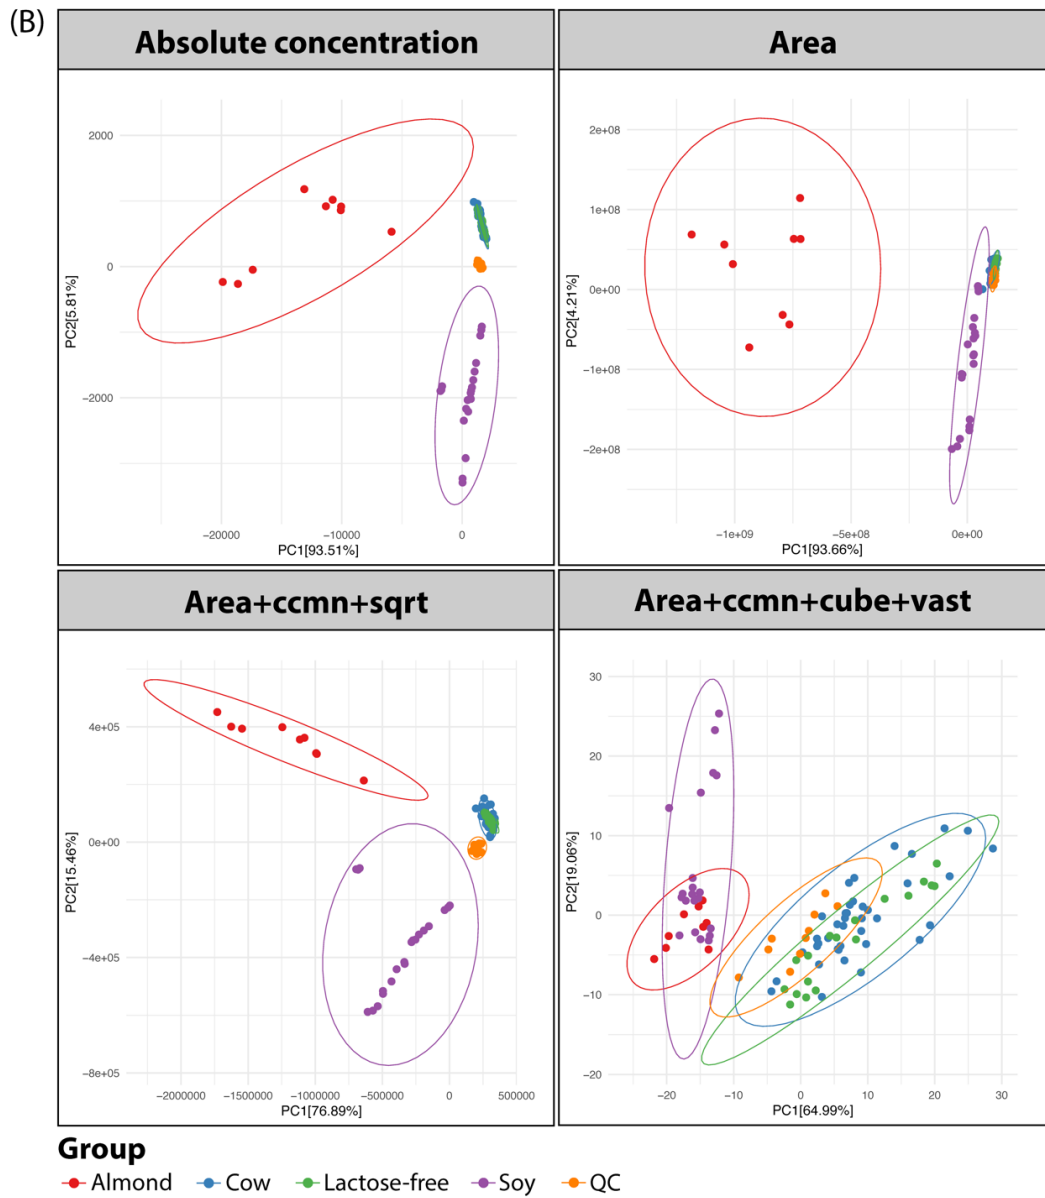 (B)
Absolute concentration
Area
2000
0
−2000
PC2[5.81%]
−20000 −10000 0
PC1[93.51%]
2e+08
1e+08
0e+00
−1e+08
−2e+08
PC2[4.21%]
−1e+09 −5e+08 0e+00
PC1[93.66%]
Area+ccmn+sqrt
Area+ccmn+cube+vast
4e+05
0e+00
−4e+05
−8e+05
PC2[15.46%]
−2000000 −1500000 −1000000 −500000 0 500000
PC1[76.89%]
30
20
10
0
−10
−20
PC2[19.06%]
−20 −10 0 10 20 30
PC1[64.99%]
Group
Almond Cow Lactose-free Soy QC